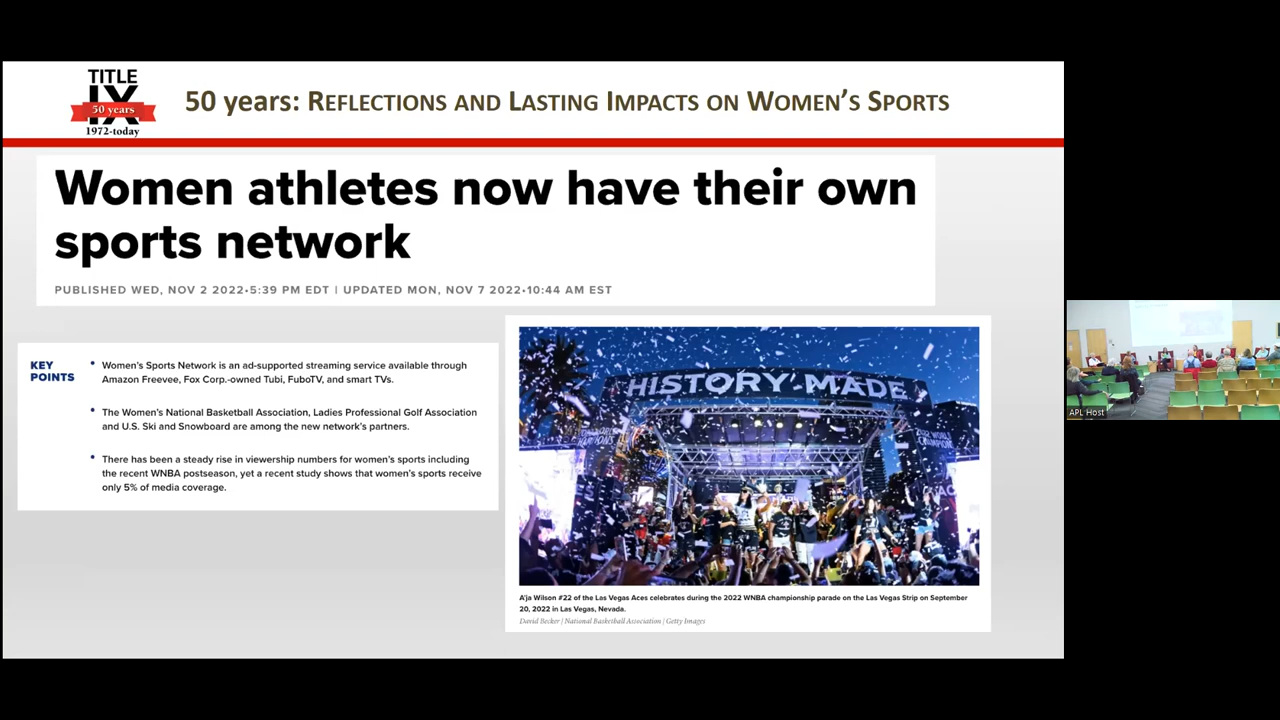 TITLE
IX
50 years
1972-today
50 years: REFLECTIONS AND LASTING IMPACTS ON WOMEN'S SPORTS
Women athletes now have their own
sports network
PUBLISHED WED, NOV 2 2022•5:39 PM EDT | UPDATED MON, NOV 7 2022•10:44 AM EST
KEY
POINTS
• Women's Sports Network is an ad-supported streaming service available through
Amazon Freevee, Fox Corp.-owned Tubi, FuboTV, and smart TVs.
• The Women's National Basketball Association, Ladies Professional Golf Association
and U.S. Ski and Snowboard are among the new network's partners.
• There has been a steady rise in viewership numbers for women's sports including
the recent WNBA postseason, yet a recent study shows that women's sports receive
only 5% of media coverage.
HISTORY MADE
A'ja Wilson #22 of the Las Vegas Aces celebrates during the 2022 WNBA championship parade on the Las Vegas Strip on September
20, 2022 in Las Vegas, Nevada.
David Becker | National Basketball Association | Getty Images
APL Host